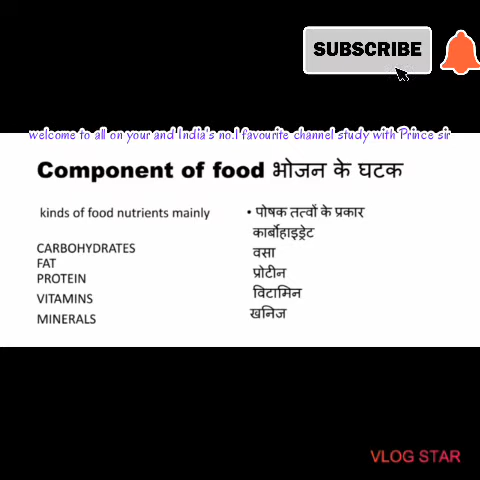 SUBSCRIBE
welcome to all on your and India's no.1 favourite channel study with Prince sir
Component of food भोजन के घटक
kinds of food nutrients mainly
CARBOHYDRATES
FAT
PROTEIN
VITAMINS
MINERALS
• पोषक तत्वों के प्रकार
कार्बोहाइड्रेट
वसा
प्रोटीन
विटामिन
खनिज
VLOG STAR